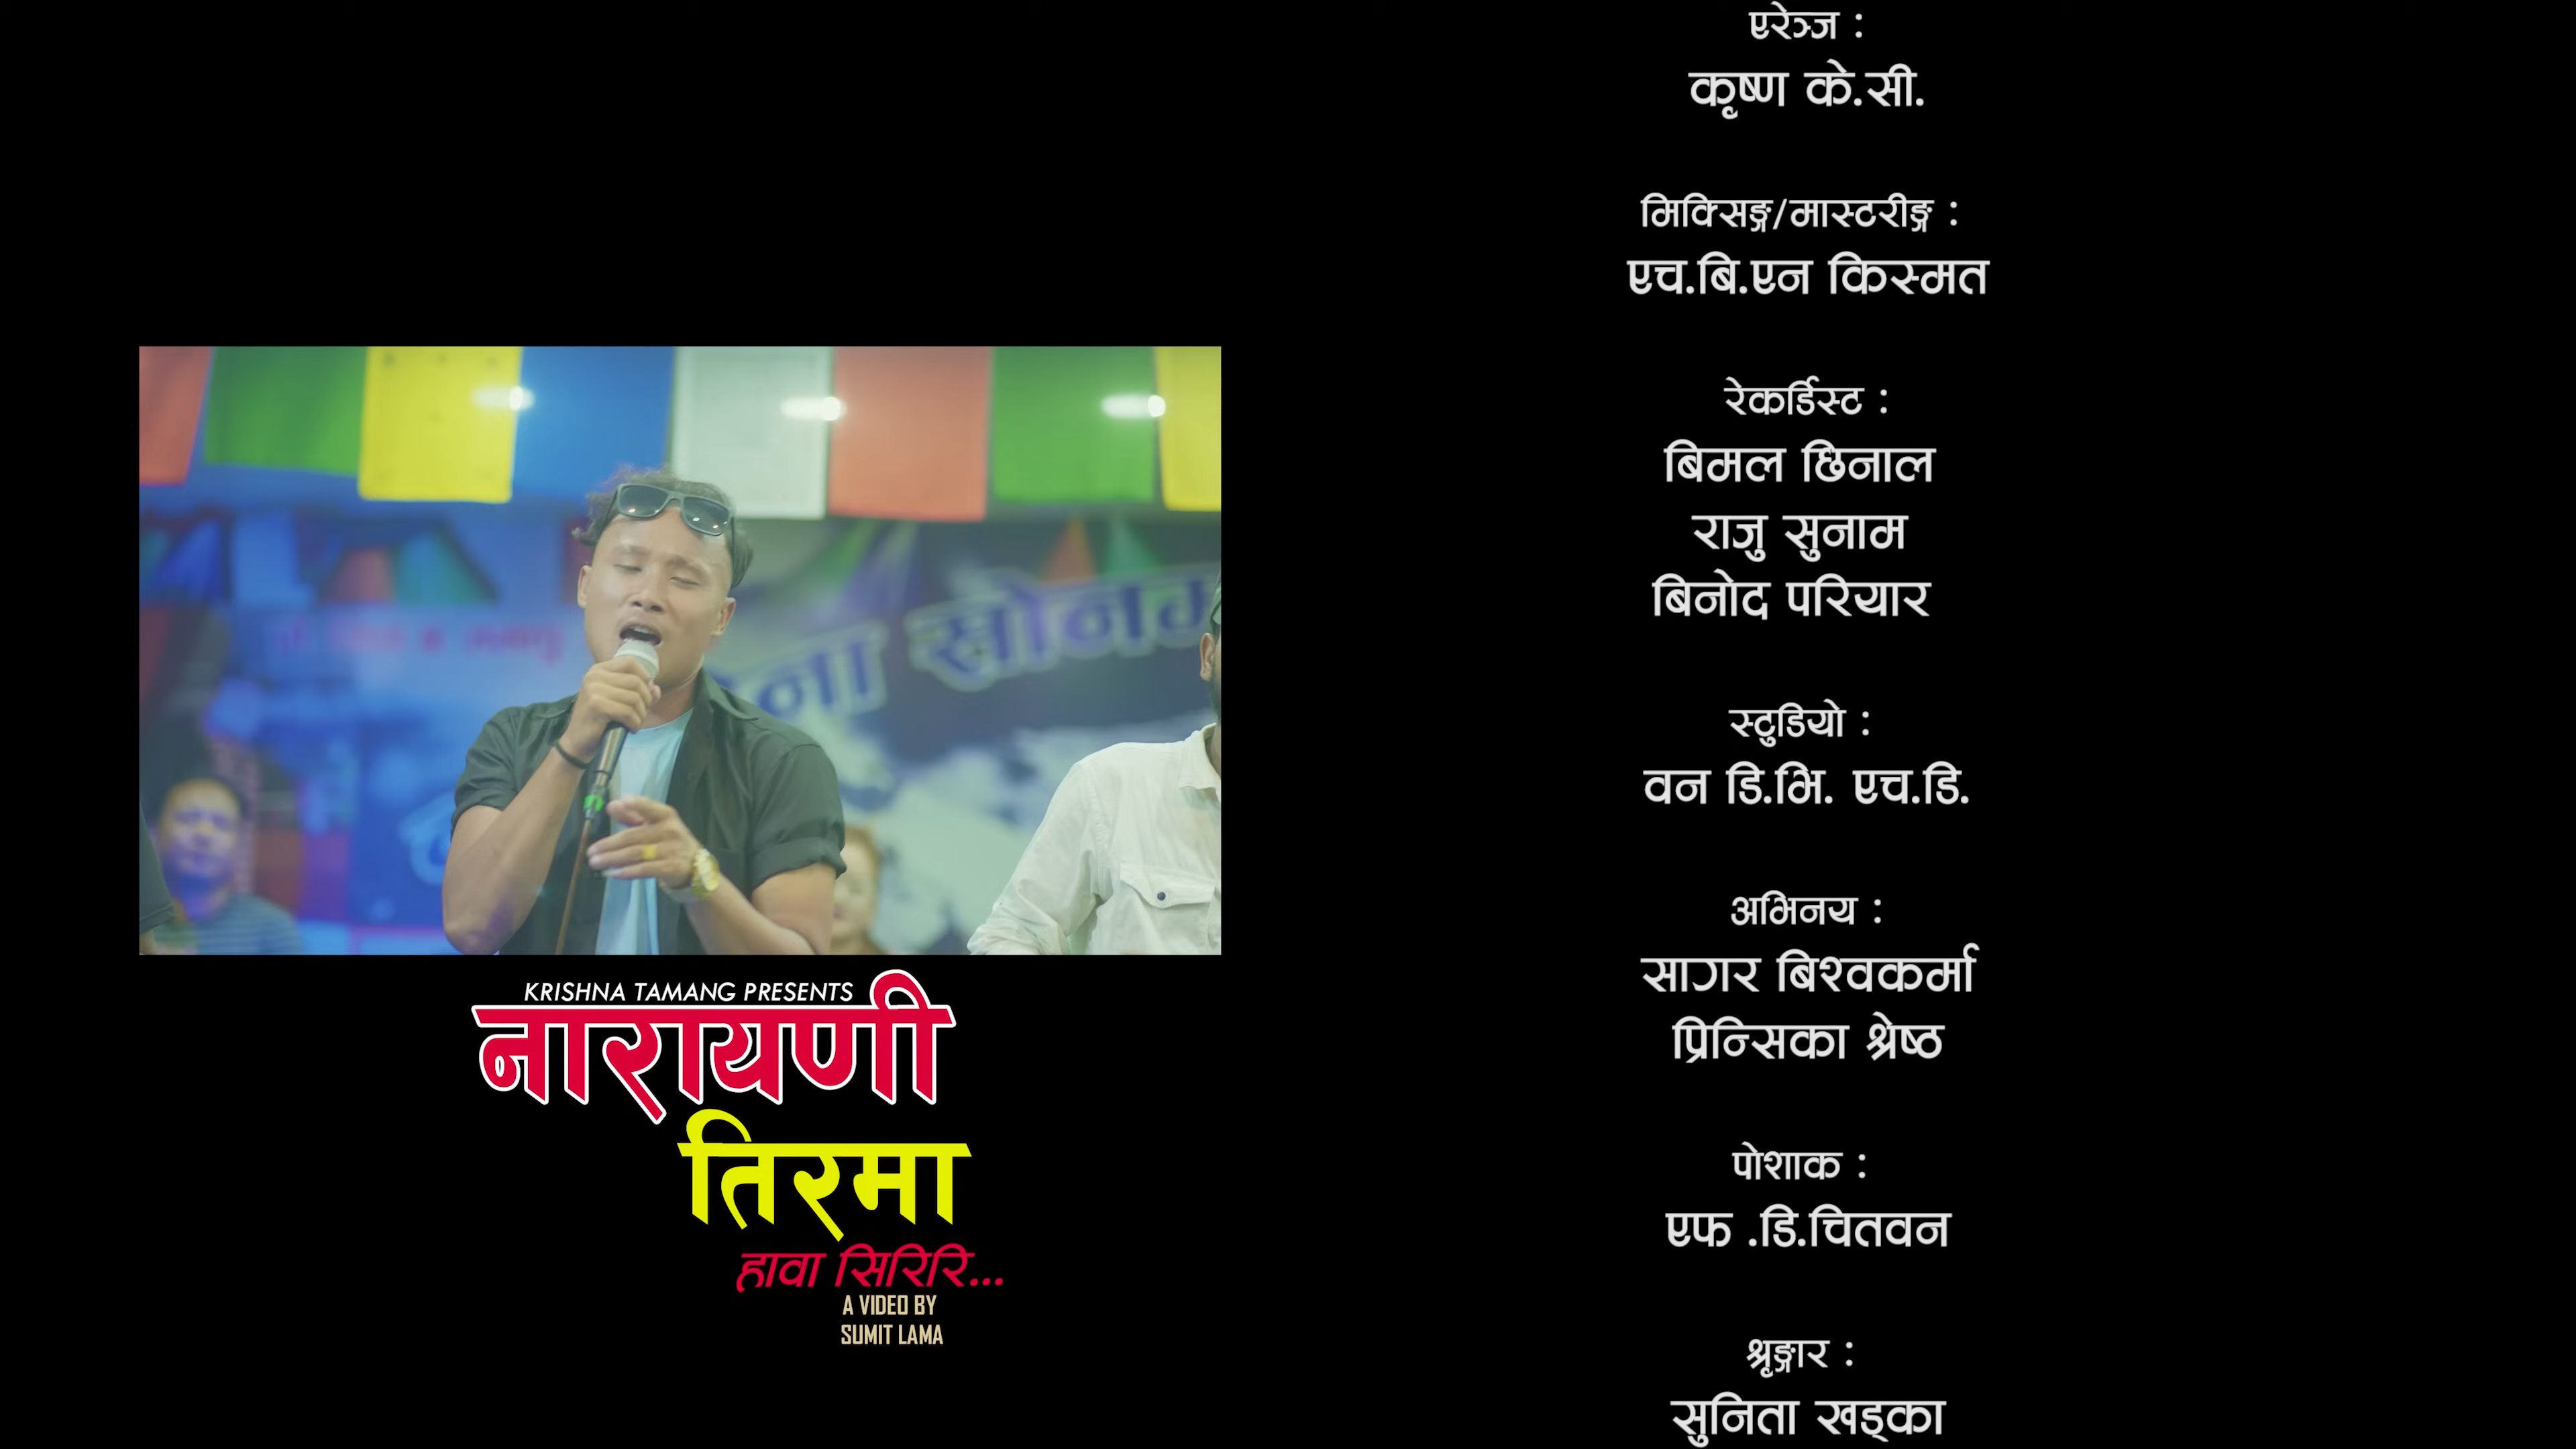 सोनम
KRISHNA TAMANG PRESENTS
नारायणी
तिरमा
हावा सिरिरि...
A VIDEO BY
SUMIT LAMA
एरेञ्ज :
कृष्ण के.सी.
मिक्सिङ्ग/मास्टरीङ्ग :
एच.बि.एन किस्मत
रेकर्डिस्ट :
बिमल छिनाल
राजु सुनाम
बिनोद परियार
स्टुडियो :
वन डि.भि. एच.डि.
अभिनय :
सागर बिश्वकर्मा
प्रिन्सिका श्रेष्ठ
पोशाक :
एफ .डि.चितवन
श्रृङ्गार :
सुनिता खड्का